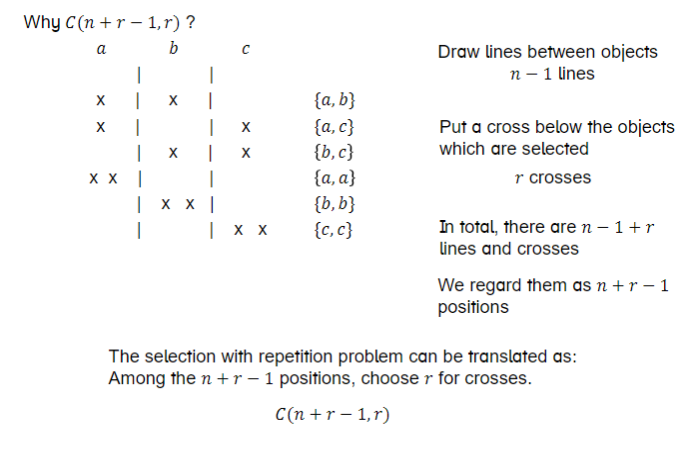 Why C(n + r − 1, r) ?
a b c
| |
x | x | {a, b}
x | | x {a, c}
| x | x {b, c}
x x | | {a, a}
| x x | {b, b}
| | x x {c, c}
Draw lines between objects
n − 1 lines
Put a cross below the objects
which are selected
r crosses
In total, there are n − 1 + r
lines and crosses
We regard them as n + r − 1
positions
The selection with repetition problem can be translated as:
Among the n + r − 1 positions, choose r for crosses.
C(n + r − 1, r)